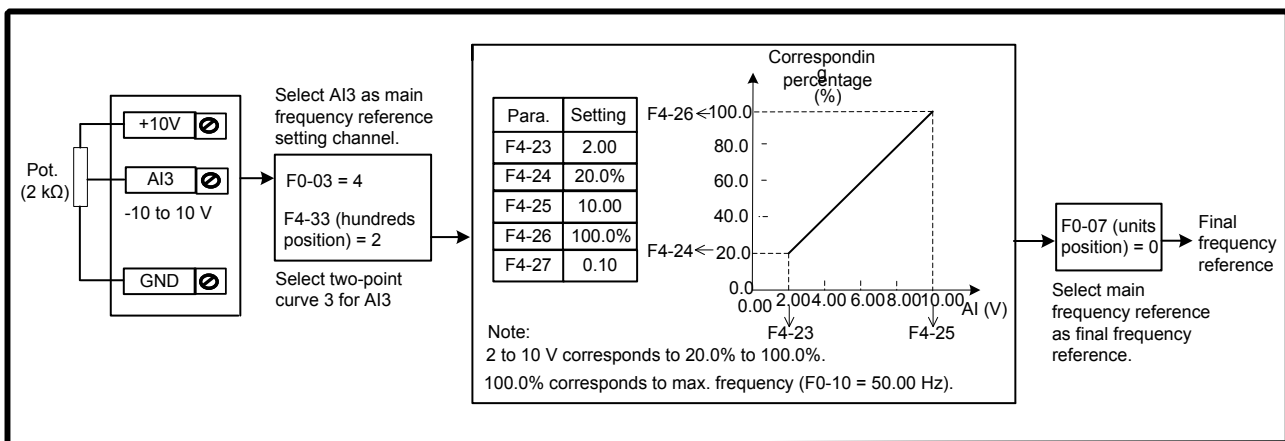 Pot.
(2 kΩ)
+10V
AI3
-10 to 10 V
GND
Select AI3 as main
frequency reference
setting channel.
F0-03 = 4
F4-33 (hundreds
position) = 2
Select two-point
curve 3 for AI3
Para. Setting
F4-23 2.00
F4-24 20.0%
F4-25 10.00
F4-26 100.0%
F4-27 0.10
Correspondin
g
percentage
(%)
F4-26
100.0
80.0
60.0
40.0
F4-24
20.0
0.0
0.00 2.00 4.00 6.00 8.00 10.00
AI (V)
F4-23 F4-25
Note:
2 to 10 V corresponds to 20.0% to 100.0%.
100.0% corresponds to max. frequency (F0-10 = 50.00 Hz).
F0-07 (units
position) = 0
Select main
frequency reference
as final frequency
reference.
Final
frequency
reference